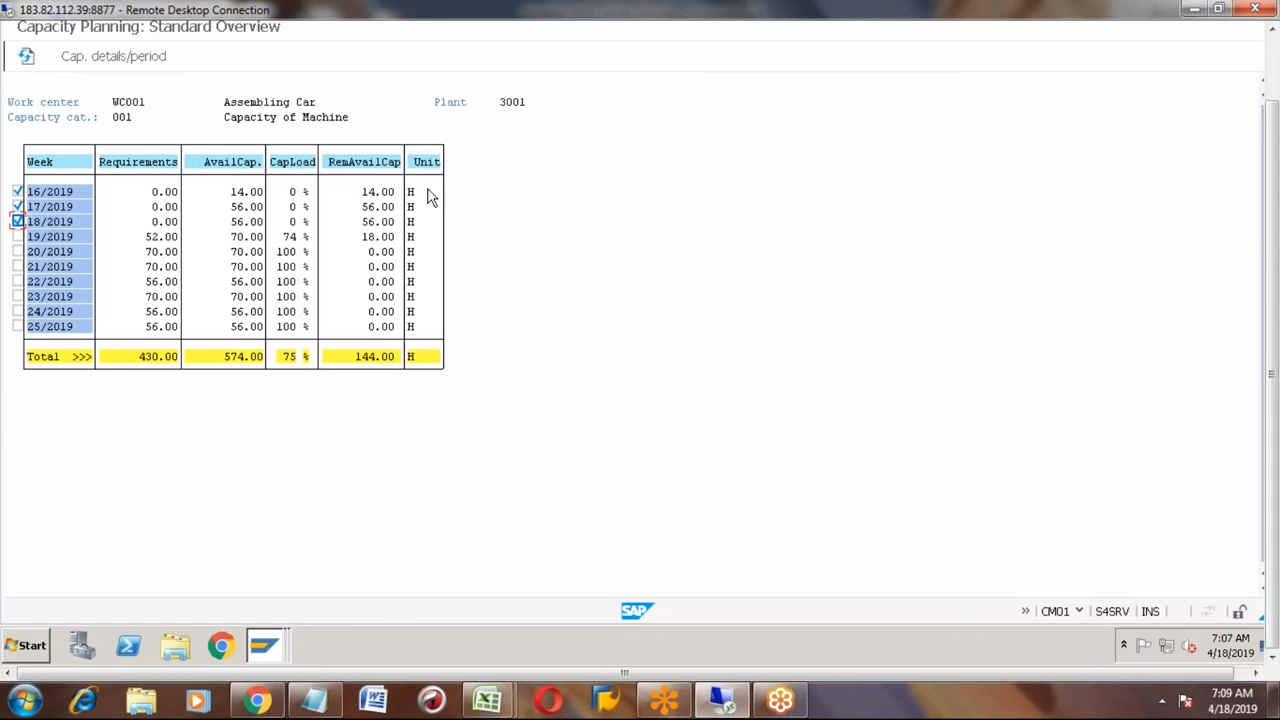 183.82.112.39:8877 - Remote Desktop Connection
Capacity Planning: Standard Overview
Cap. details/period
Work center WC001 Assembling Car Plant 3001
Capacity cat.: 001 Capacity of Machine
Week Requirements AvailCap. CapLoad RemAvailCap Unit
16/2019 0.00 14.00 0 % 14.00 H
17/2019 0.00 56.00 0 % 56.00 H
18/2019 0.00 56.00 0 % 56.00 H
19/2019 52.00 70.00 74 % 18.00 H
20/2019 70.00 70.00 100 % 0.00 H
21/2019 70.00 70.00 100 % 0.00 H
22/2019 56.00 56.00 100 % 0.00 H
23/2019 70.00 70.00 100 % 0.00 H
24/2019 56.00 56.00 100 % 0.00 H
25/2019 56.00 56.00 100 % 0.00 H
Total >>> 430.00 574.00 75 % 144.00 H
SAP
CM01 S4SRV INS
Start
7:07 AM
4/18/2019
7:09 AM
4/18/2019